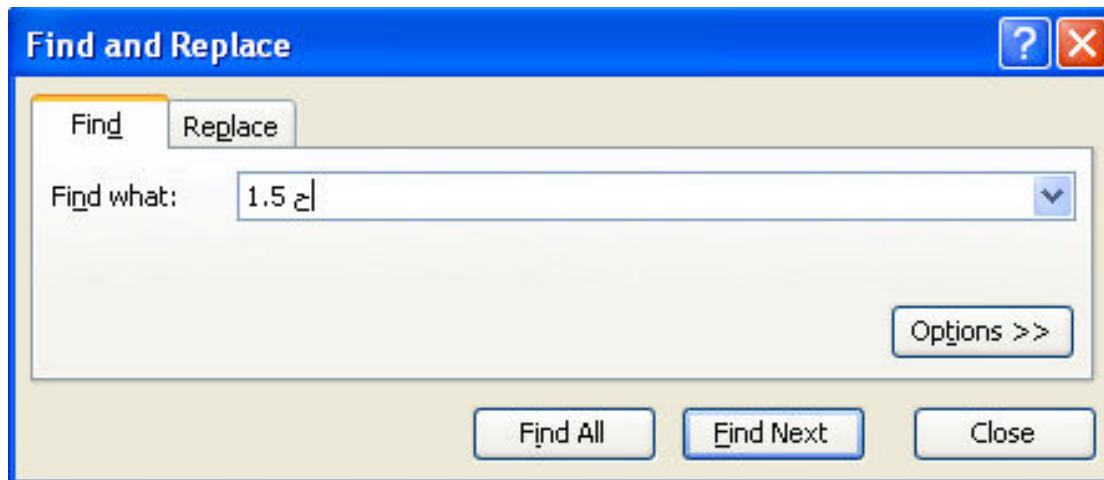 Find and Replace
Find
Replace
Find what:
1.5 ح
Options >>
Find All
Find Next
Close